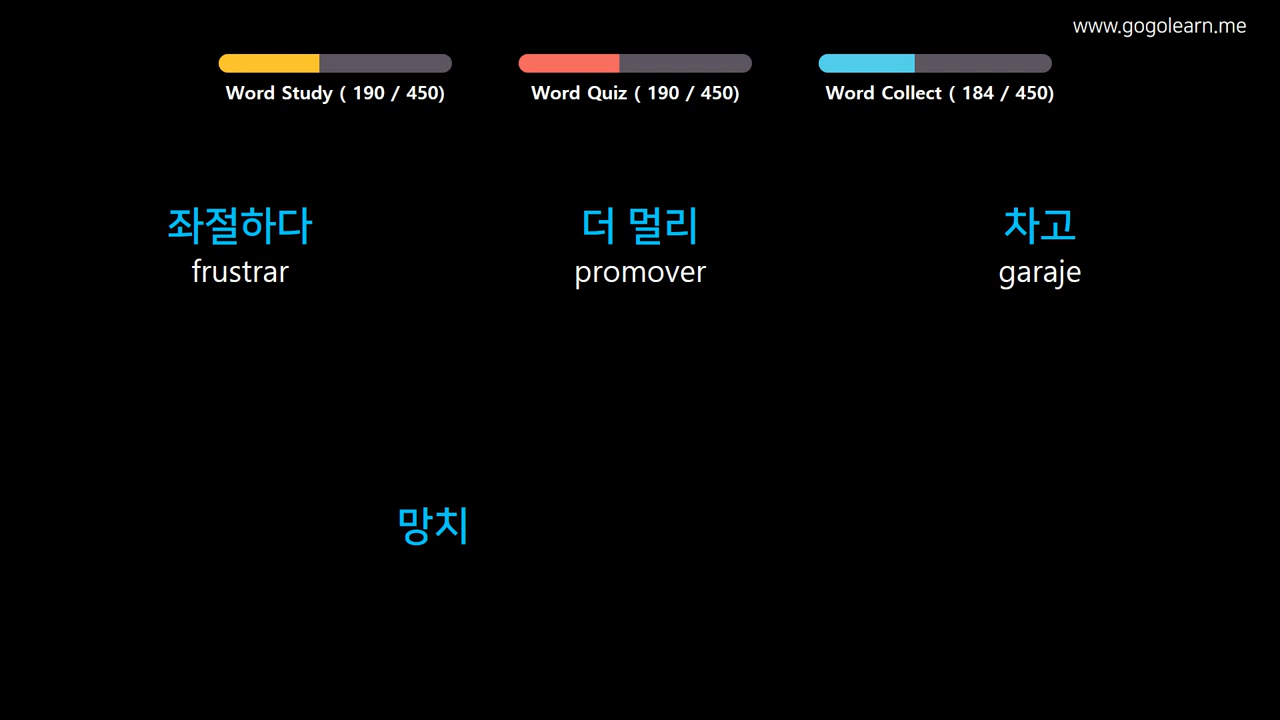 www.gogolearn.me
Word Study ( 190 / 450)
Word Quiz ( 190 / 450)
Word Collect ( 184 / 450)
좌절하다
frustrar
더 멀리
promover
차고
garaje
망치